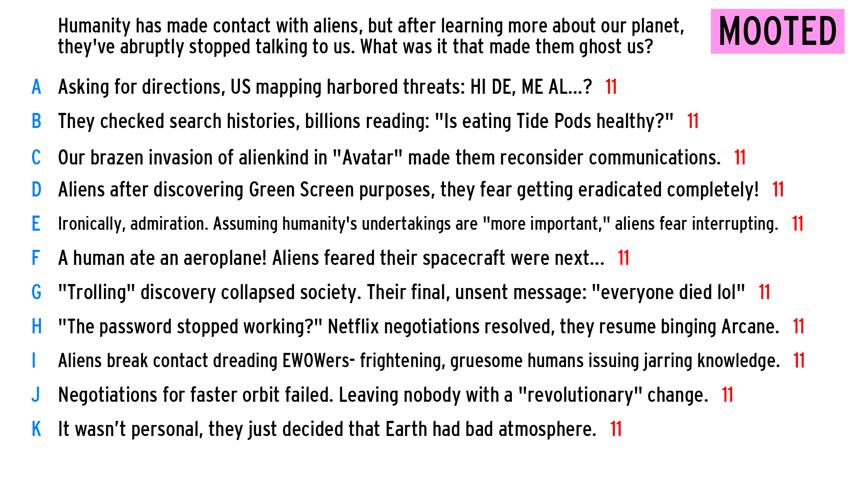 Humanity has made contact with aliens, but after learning more about our planet,
they've abruptly stopped talking to us. What was it that made them ghost us?
MOOTED
A Asking for directions, US mapping harbored threats: HI DE, ME AL...? 11
B They checked search histories, billions reading: "Is eating Tide Pods healthy?" 11
C Our brazen invasion of alienkind in "Avatar" made them reconsider communications. 11
D Aliens after discovering Green Screen purposes, they fear getting eradicated completely! 11
E Ironically, admiration. Assuming humanity's undertakings are "more important," aliens fear interrupting. 11
F A human ate an aeroplane! Aliens feared their spacecraft were next... 11
G "Trolling" discovery collapsed society. Their final, unsent message: "everyone died lol" 11
H "The password stopped working?" Netflix negotiations resolved, they resume binging Arcane. 11
I Aliens break contact dreading EWOWers- frightening, gruesome humans issuing jarring knowledge. 11
J Negotiations for faster orbit failed. Leaving nobody with a "revolutionary" change. 11
K It wasn’t personal, they just decided that Earth had bad atmosphere. 11